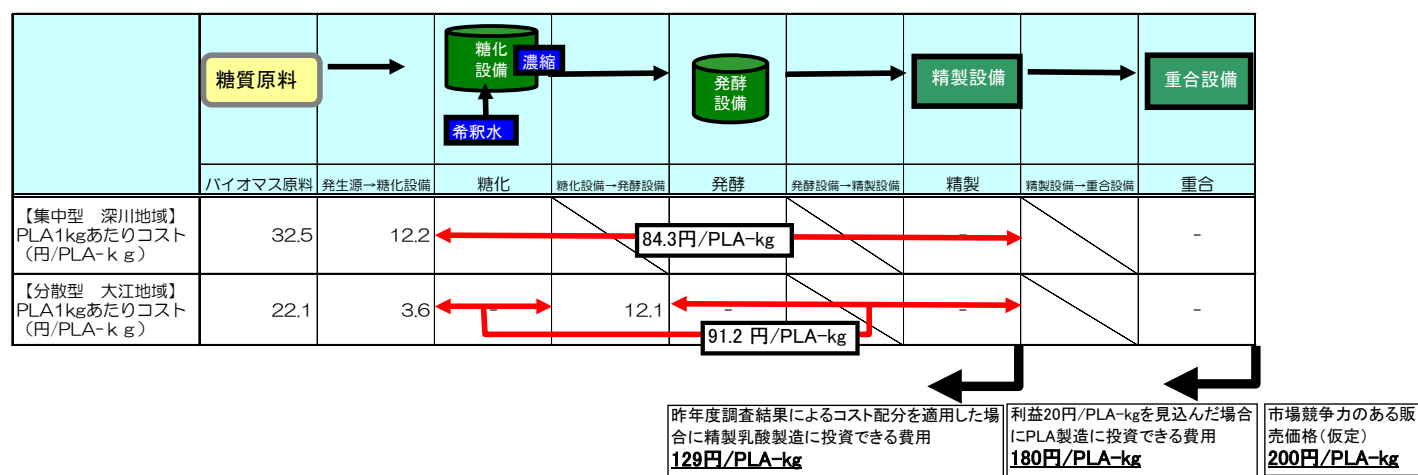 糖質原料
糖化
設備
濃縮
希釈水
発酵
設備
精製設備
重合設備
バイオマス原料
発生源→糖化設備
糖化
糖化設備→発酵設備
発酵
発酵設備→精製設備
精製
精製設備→重合設備
重合
【集中型 深川地域】
PLA1kgあたりコスト
(円/PLA-kg)
32.5
12.2
84.3円/PLA-kg
-
-
【分散型 大江地域】
PLA1kgあたりコスト
(円/PLA-kg)
22.1
3.6
-
12.1
-
-
-
91.2 円/PLA-kg
昨年度調査結果によるコスト配分を適用した場
合に精製乳酸製造に投資できる費用
129円/PLA-kg
利益20円/PLA-kgを見込んだ場合
にPLA製造に投資できる費用
180円/PLA-kg
市場競争力のある販
売価格(仮定)
200円/PLA-kg